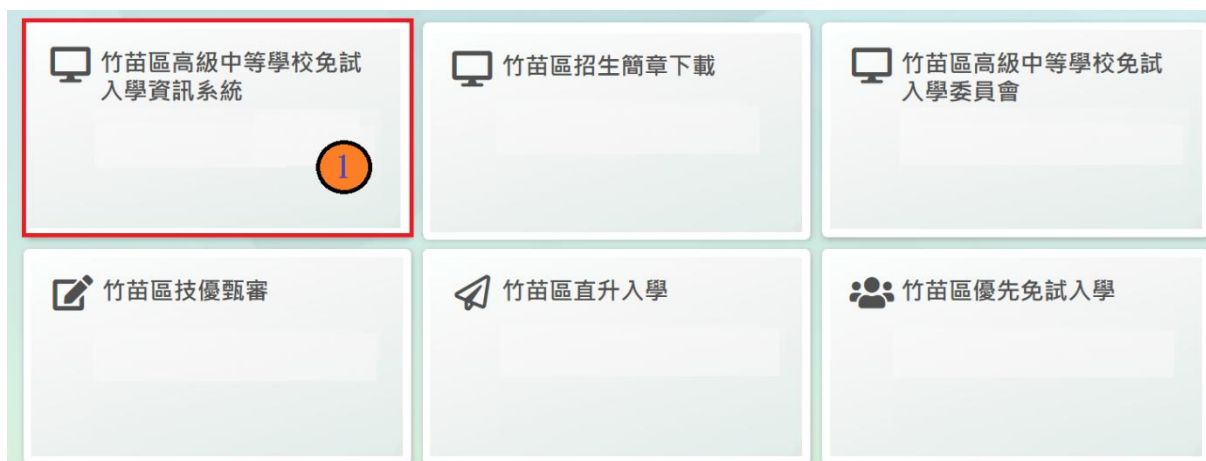 竹苗區高級中等學校免試
入學資訊系統
1
竹苗區招生簡章下載
竹苗區高級中等學校免試
入學委員會
竹苗區技優甄審
竹苗區直升入學
竹苗區優先免試入學